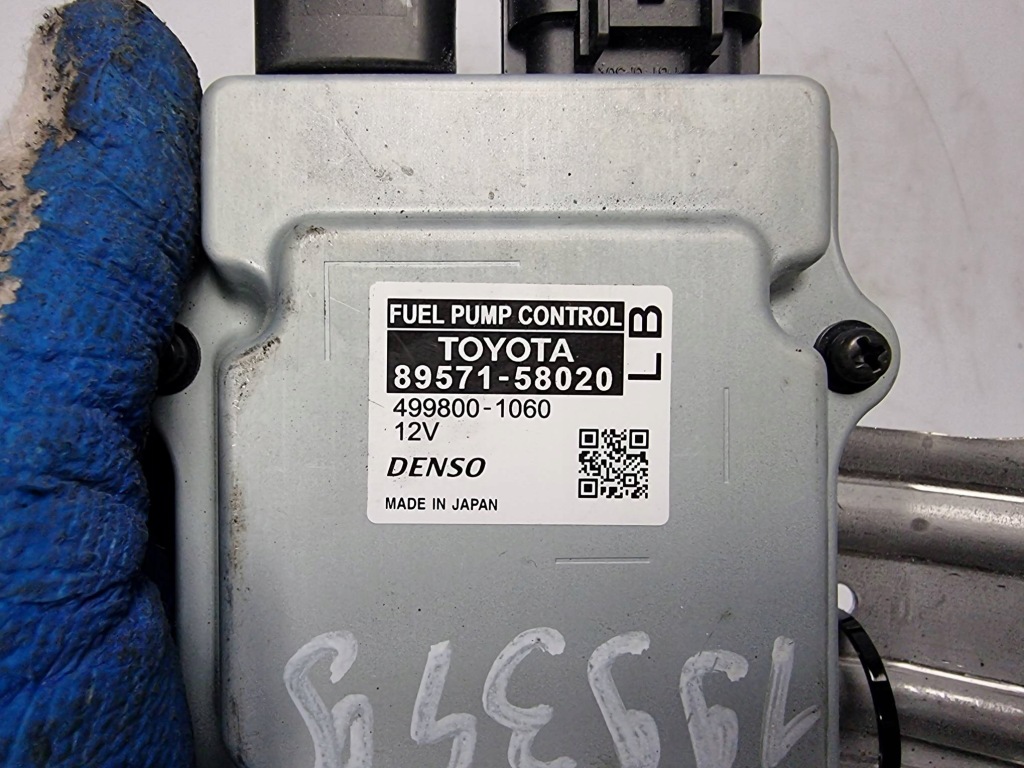 FUEL PUMP CONTROL
TOYOTA
89571-58020
LB
499800-1060
12V
DENSO
MADE IN JAPAN